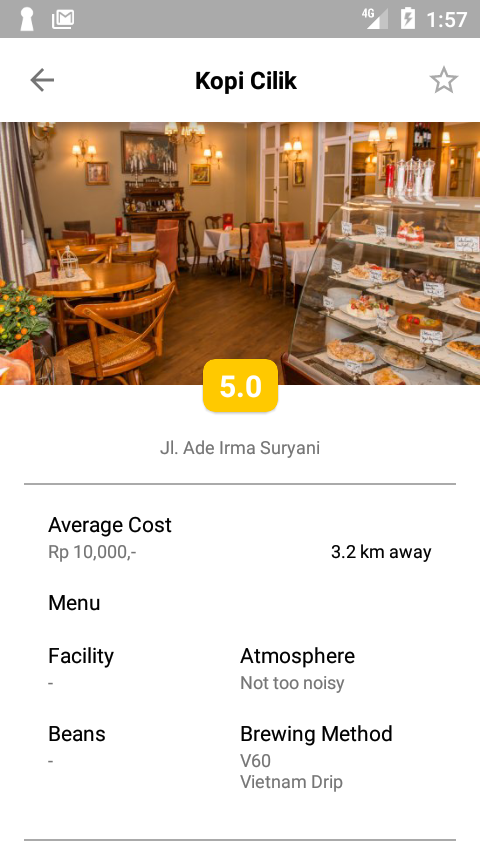 4G
1:57
Kopi Cilik
5.0
Jl. Ade Irma Suryani
Average Cost
Rp 10,000,-
3.2 km away
Menu
Facility
Atmosphere
-
Not too noisy
Beans
Brewing Method
-
V60
Vietnam Drip